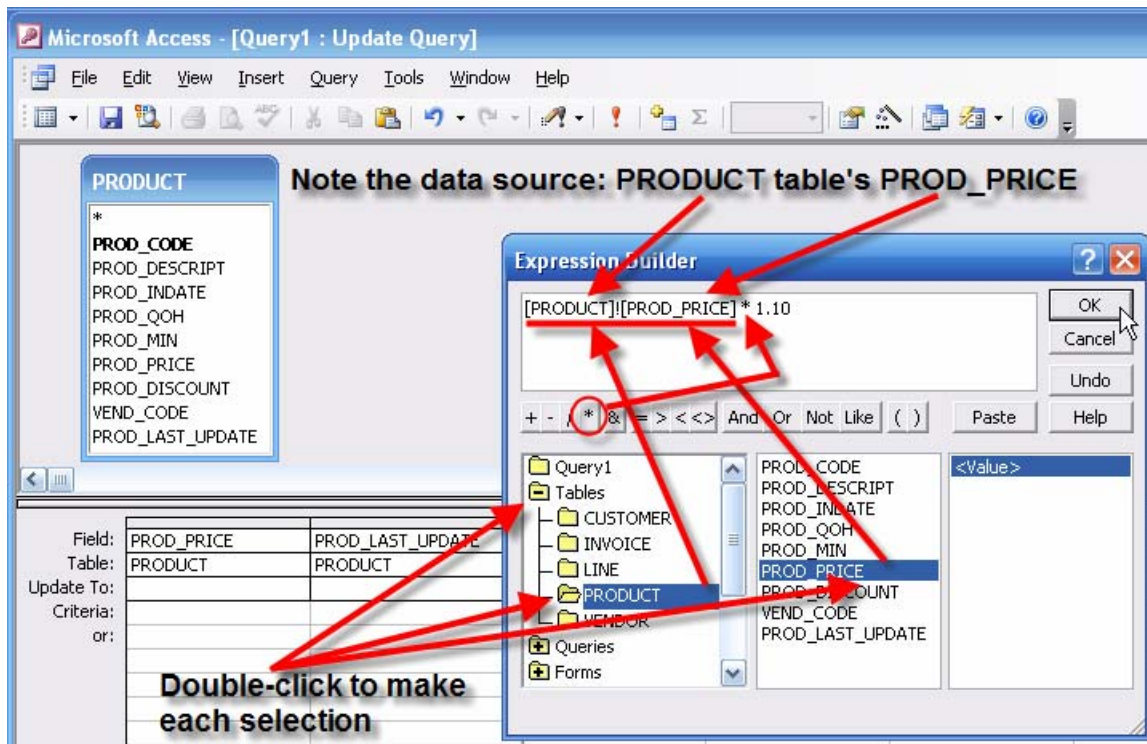 Microsoft Access - [Query1 : Update Query]
File Edit View Insert Query Tools Window Help
PRODUCT
*
PROD_CODE
PROD_DESCRIPT
PROD_INDATE
PROD_QOH
PROD_MIN
PROD_PRICE
PROD_DISCOUNT
VEND_CODE
PROD_LAST_UPDATE
Note the data source: PRODUCT table's PROD_PRICE
Expression Builder
[PRODUCT]![PROD_PRICE] * 1.10
OK
Cancel
Undo
+ - / * & = > < <> And Or Not Like ( ) Paste Help
Query1
Tables
CUSTOMER
INVOICE
LINE
PRODUCT
VENDOR
Queries
Forms
PROD_CODE
PROD_DESCRIPT
PROD_INDATE
PROD_QOH
PROD_MIN
PROD_PRICE
PROD_DISCOUNT
VEND_CODE
PROD_LAST_UPDATE
<Value>
Field: PROD_PRICE PROD_LAST_UPDATE
Table: PRODUCT PRODUCT
Update To:
Criteria:
or:
Double-click to make
each selection